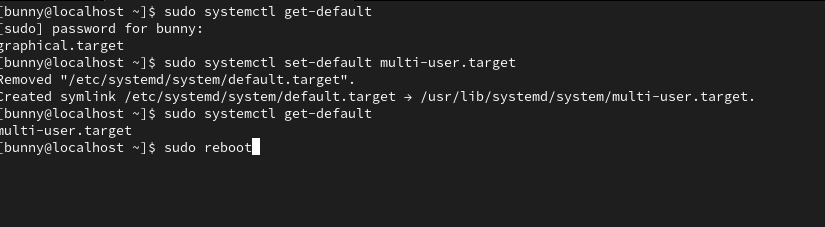 [bunny@localhost ~]$ sudo systemctl get-default
[sudo] password for bunny:
graphical.target
[bunny@localhost ~]$ sudo systemctl set-default multi-user.target
Removed "/etc/systemd/system/default.target".
Created symlink /etc/systemd/system/default.target → /usr/lib/systemd/system/multi-user.target.
[bunny@localhost ~]$ sudo systemctl get-default
multi-user.target
[bunny@localhost ~]$ sudo reboot